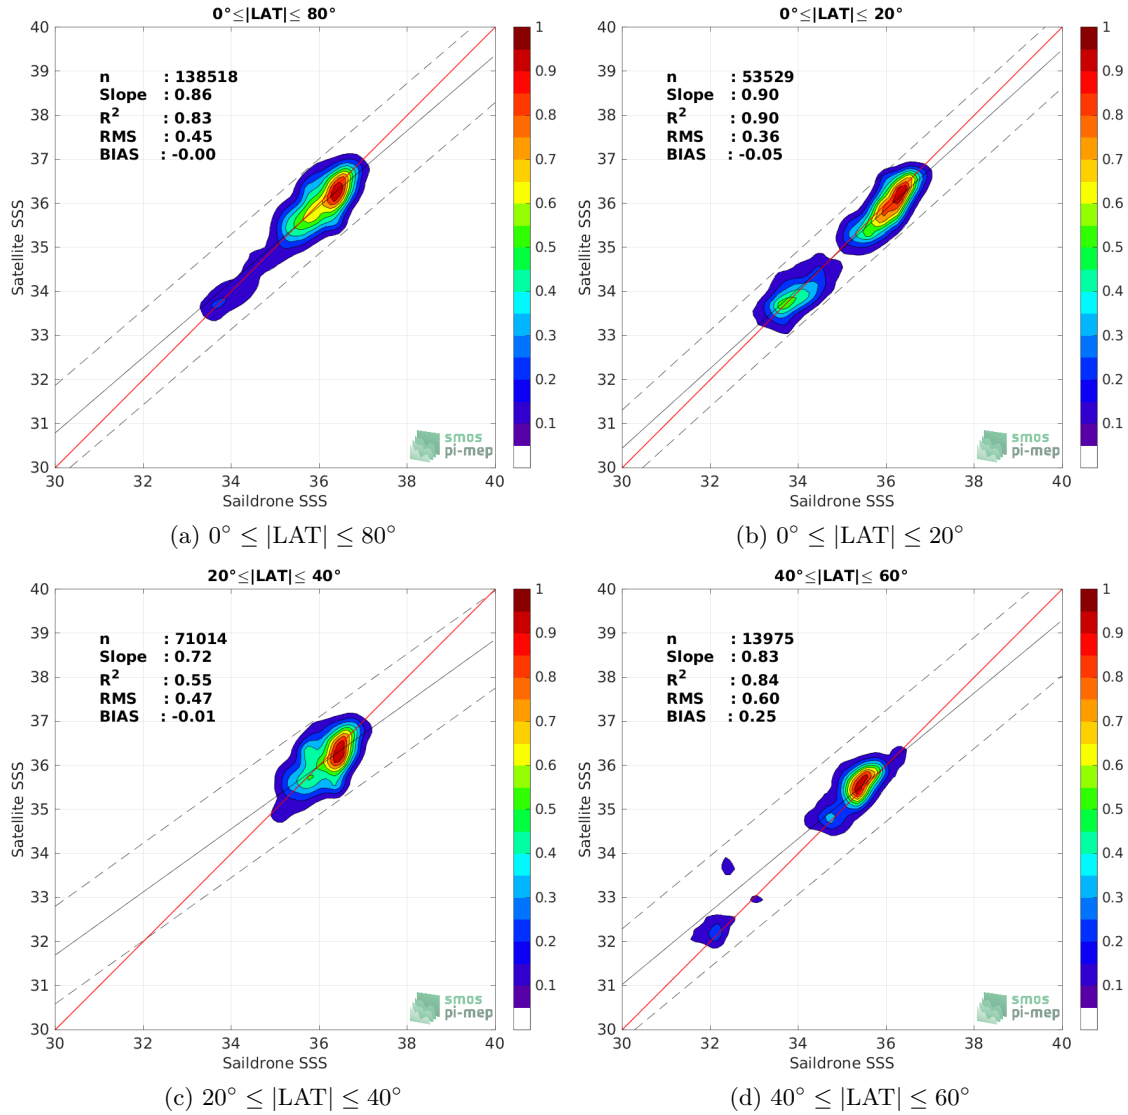 0°≤|LAT|≤ 80°
40
39
38
37
36
35
34
33
32
31
30
Satellite SSS
n : 138518
Slope : 0.86
R² : 0.83
RMS : 0.45
BIAS : -0.00
smos
pi-mep
30 32 34 36 38 40
Saildrone SSS
1
0.9
0.8
0.7
0.6
0.5
0.4
0.3
0.2
0.1
(a) 0° ≤ |LAT| ≤ 80°
0°≤|LAT|≤ 20°
40
39
38
37
36
35
34
33
32
31
30
Satellite SSS
n : 53529
Slope : 0.90
R² : 0.90
RMS : 0.36
BIAS : -0.05
smos
pi-mep
30 32 34 36 38 40
Saildrone SSS
1
0.9
0.8
0.7
0.6
0.5
0.4
0.3
0.2
0.1
(b) 0° ≤ |LAT| ≤ 20°
20°≤|LAT|≤ 40°
40
39
38
37
36
35
34
33
32
31
30
Satellite SSS
n : 71014
Slope : 0.72
R² : 0.55
RMS : 0.47
BIAS : -0.01
smos
pi-mep
30 32 34 36 38 40
Saildrone SSS
1
0.9
0.8
0.7
0.6
0.5
0.4
0.3
0.2
0.1
(c) 20° ≤ |LAT| ≤ 40°
40°≤|LAT|≤ 60°
40
39
38
37
36
35
34
33
32
31
30
Satellite SSS
n : 13975
Slope : 0.83
R² : 0.84
RMS : 0.60
BIAS : 0.25
smos
pi-mep
30 32 34 36 38 40
Saildrone SSS
1
0.9
0.8
0.7
0.6
0.5
0.4
0.3
0.2
0.1
(d) 40° ≤ |LAT| ≤ 60°